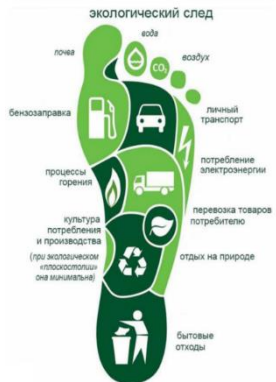 экологический след
вода
почва
воздух
CO₂
бензозаправка
личный
транспорт
потребление
электроэнергии
процессы
горения
перевозка товаров
потребителю
культура
потребления
и производства
(при экологическом
«плоскостопии»
она минимальна)
отдых на природе
бытовые
отходы